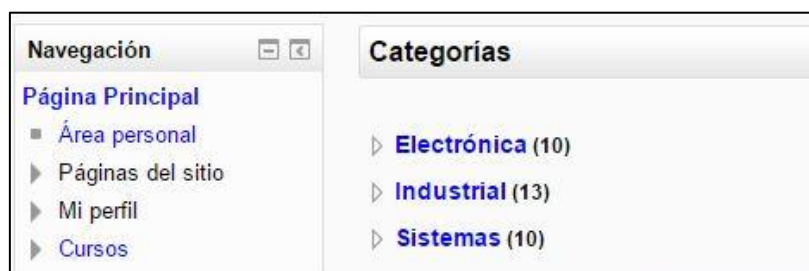 Navegación
Página Principal
Área personal
Páginas del sitio
Mi perfil
Cursos
Categorías
Electrónica (10)
Industrial (13)
Sistemas (10)